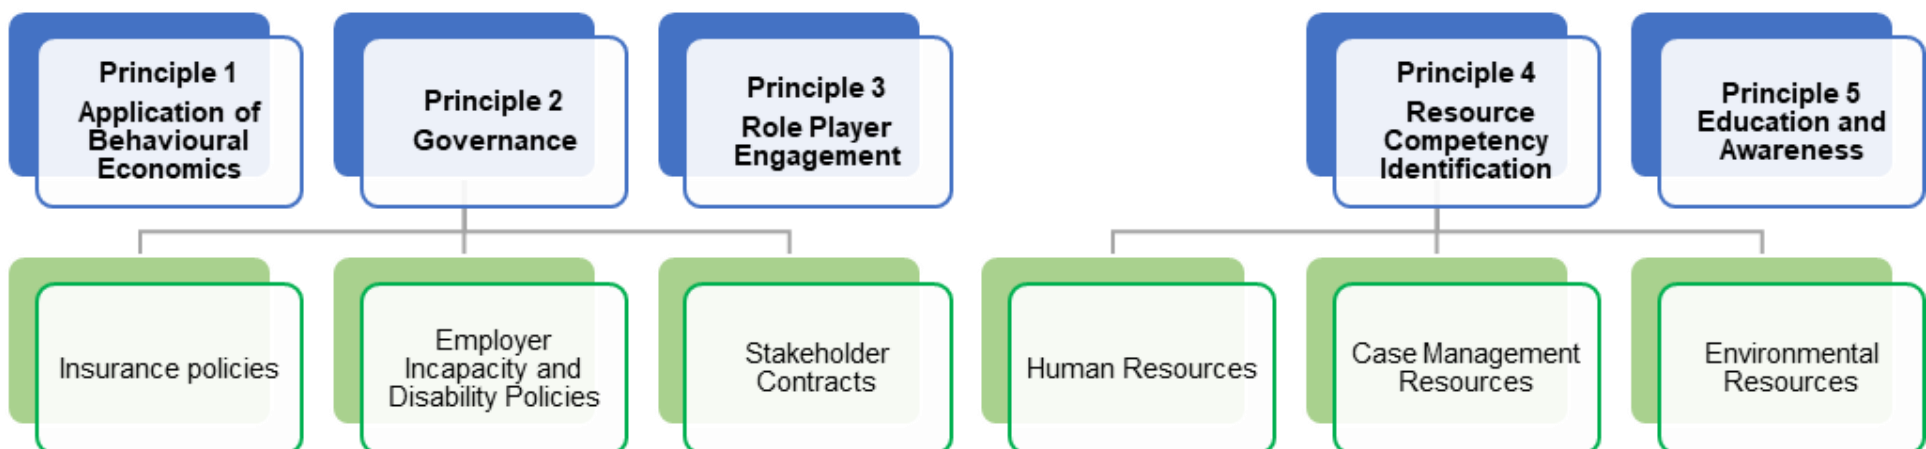 Principle 1
Application of
Behavioural
Economics
Principle 2
Governance
Principle 3
Role Player
Engagement
Principle 4
Resource
Competency
Identification
Principle 5
Education and
Awareness
Insurance policies
Employer
Incapacity and
Disability Policies
Stakeholder
Contracts
Human Resources
Case Management
Resources
Environmental
Resources